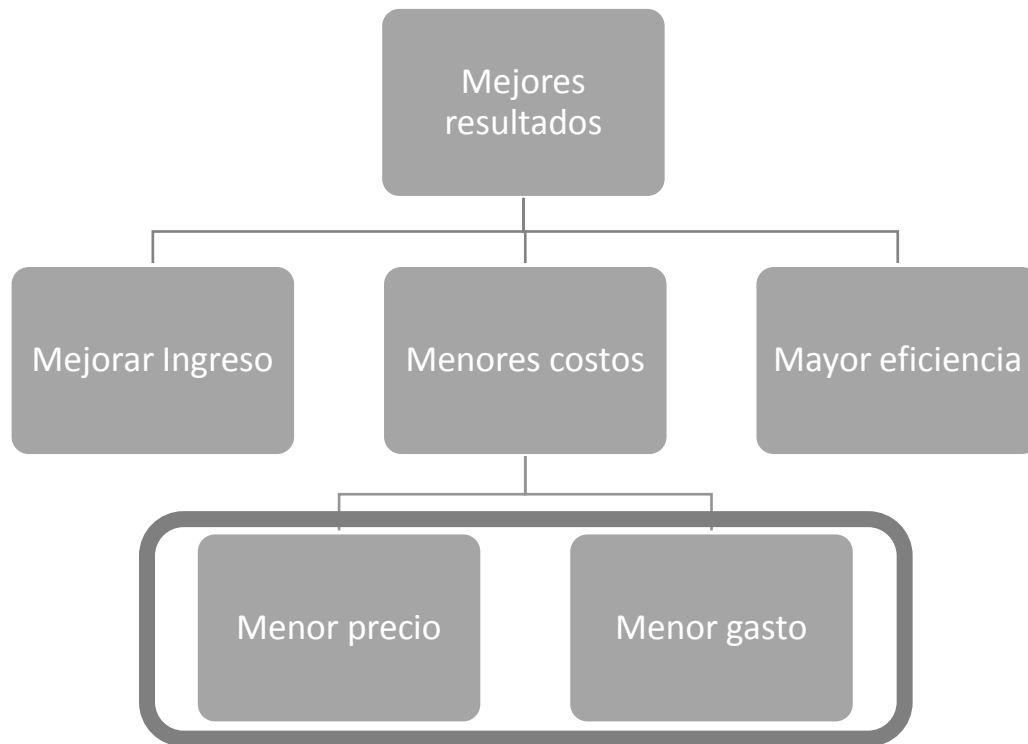 Mejores
resultados
Mejorar Ingreso
Menores costos
Mayor eficiencia
Menor precio
Menor gasto